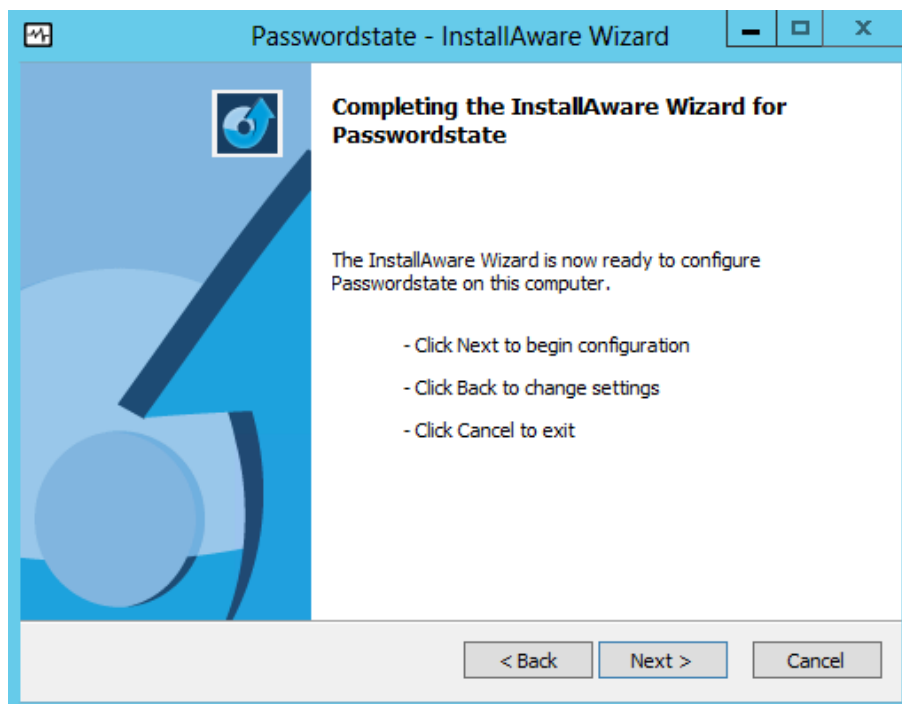 Passwordstate - InstallAware Wizard
Completing the InstallAware Wizard for
Passwordstate
The InstallAware Wizard is now ready to configure
Passwordstate on this computer.
- Click Next to begin configuration
- Click Back to change settings
- Click Cancel to exit
< Back
Next >
Cancel